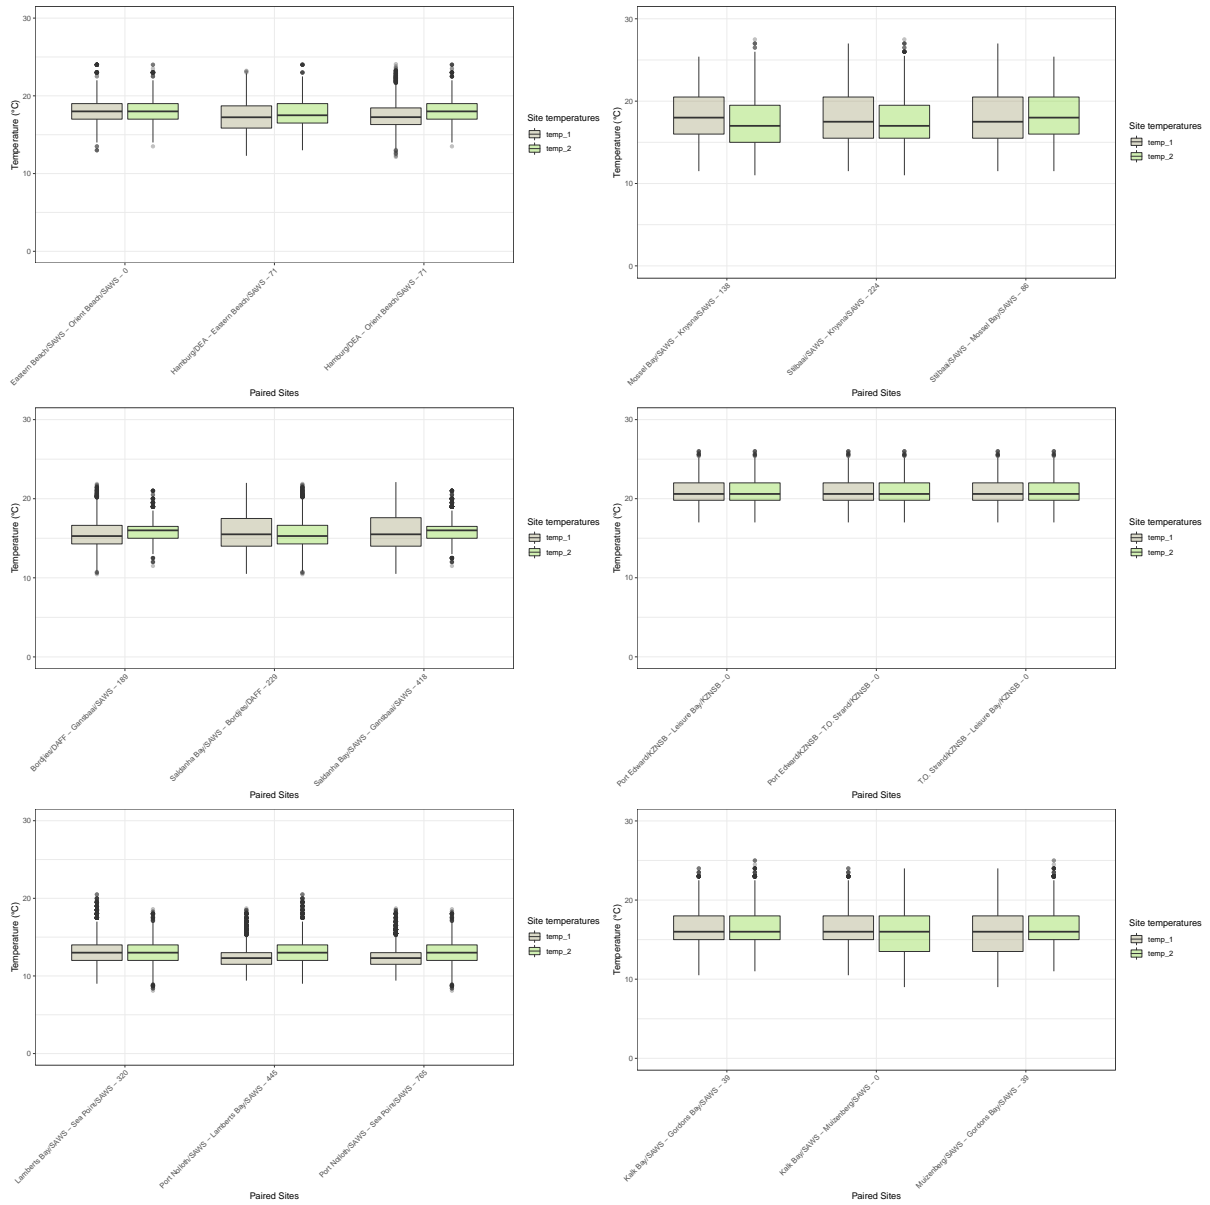 30
20
10
0
Temperature (°C)
Eastern Beach/SAWS − Orient Beach/SAWS − 0
Hamburg/DEA − Eastern Beach/SAWS − 71
Hamburg/DEA − Orient Beach/SAWS − 71
Paired Sites
Site temperatures
temp_1
temp_2
30
20
10
0
Temperature (°C)
Mossel Bay/SAWS − Knysna/SAWS − 138
Stilbaai/SAWS − Knysna/SAWS − 224
Stilbaai/SAWS − Mossel Bay/SAWS − 86
Paired Sites
Site temperatures
temp_1
temp_2
30
20
10
0
Temperature (°C)
Bordjies/DAFF − Gansbaai/SAWS − 189
Saldanha Bay/SAWS − Bordjies/DAFF − 229
Saldanha Bay/SAWS − Gansbaai/SAWS − 418
Paired Sites
Site temperatures
temp_1
temp_2
30
20
10
0
Temperature (°C)
Port Edward/KZNSB − Leisure Bay/KZNSB − 0
Port Edward/KZNSB − T.O. Strand/KZNSB − 0
T.O. Strand/KZNSB − Leisure Bay/KZNSB − 0
Paired Sites
Site temperatures
temp_1
temp_2
30
20
10
0
Temperature (°C)
Lamberts Bay/SAWS − Sea Point/SAWS − 320
Port Nolloth/SAWS − Lamberts Bay/SAWS − 445
Port Nolloth/SAWS − Sea Point/SAWS − 765
Paired Sites
Site temperatures
temp_1
temp_2
30
20
10
0
Temperature (°C)
Kalk Bay/SAWS − Gordons Bay/SAWS − 39
Kalk Bay/SAWS − Muizenberg/SAWS − 0
Muizenberg/SAWS − Gordons Bay/SAWS − 39
Paired Sites
Site temperatures
temp_1
temp_2